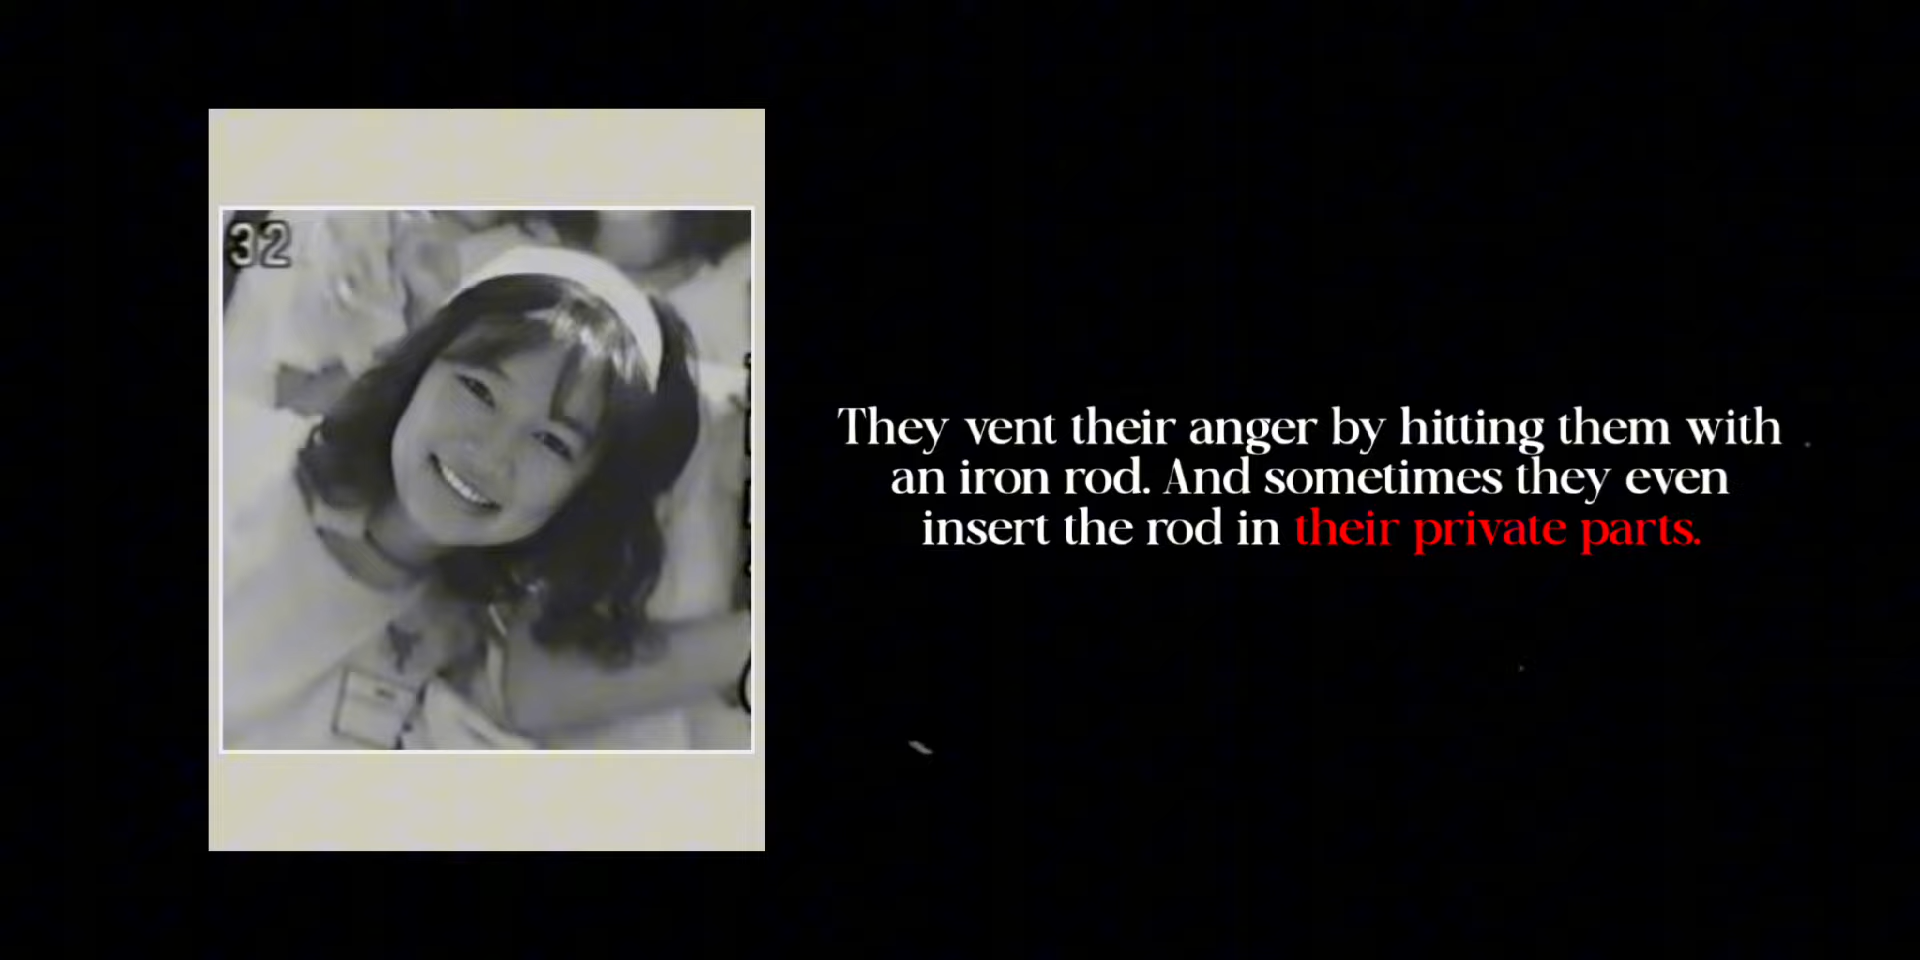 32
They vent their anger by hitting them with
an iron rod. And sometimes they even
insert the rod in their private parts.